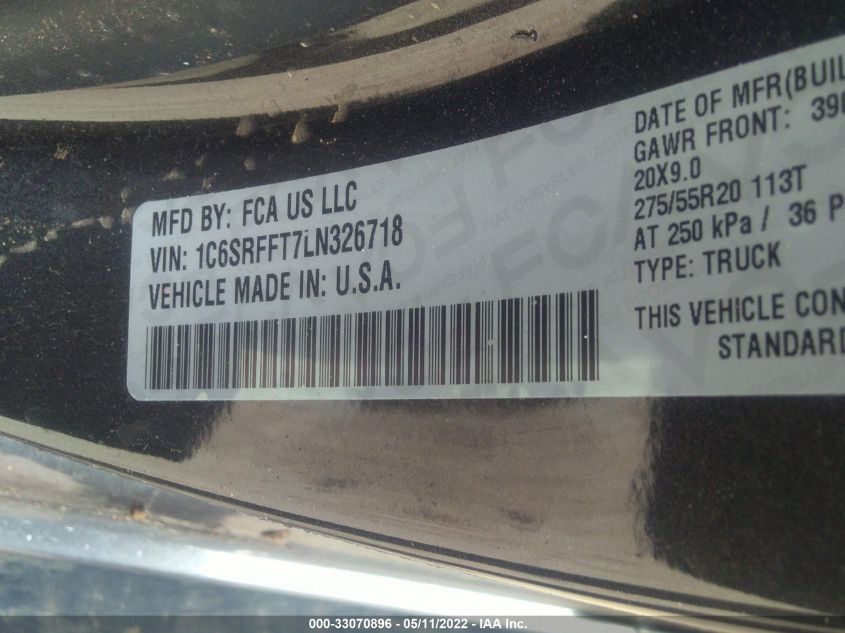 MFD BY: FCA US LLC
VIN: 1C6SRFFT7LN326718
VEHICLE MADE IN: U.S.A.
DATE OF MFR(BUIL
GAWR FRONT: 390
20X9.0
275/55R20 113T
AT 250 kPa / 36 P
TYPE: TRUCK
THIS VEHICLE CON
STANDARD
000-33070896 - 05/11/2022 - IAA.